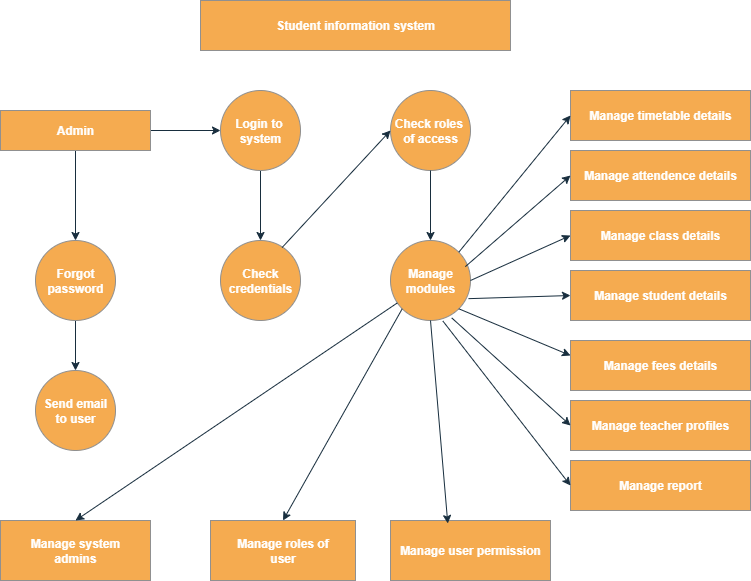 Student information system
Admin
Login to
system
Check roles
of access
Manage timetable details
Manage attendence details
Manage class details
Manage student details
Manage fees details
Manage teacher profiles
Manage report
Forgot
password
Check
credentials
Manage
modules
Send email
to user
Manage system
admins
Manage roles of
user
Manage user permission